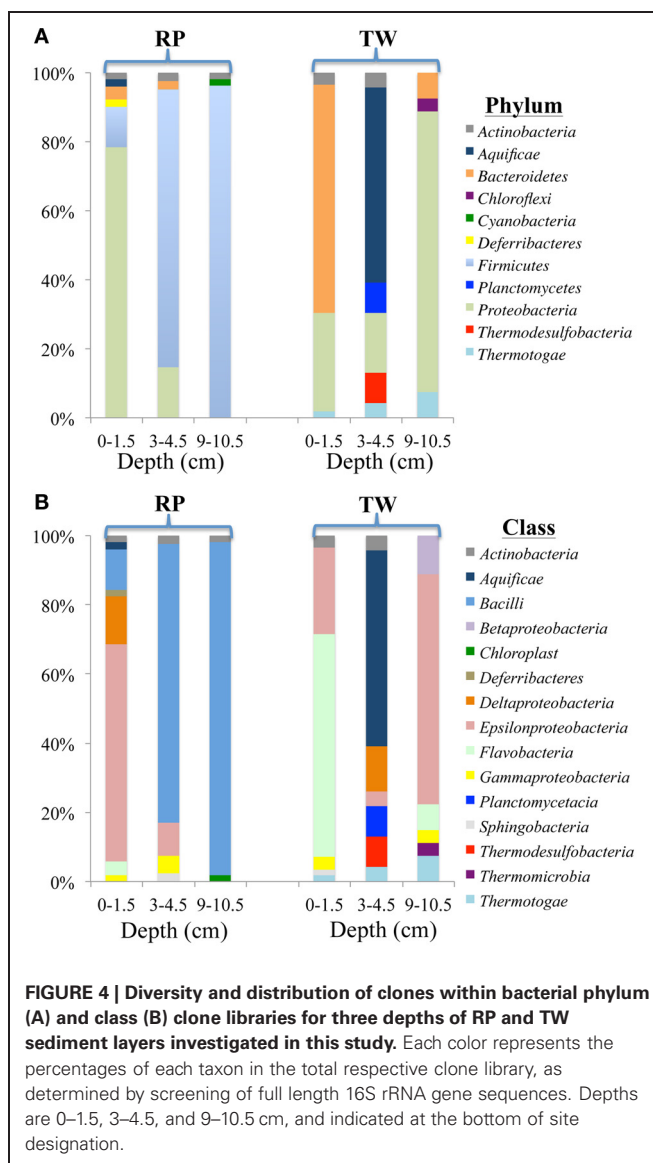 A
RP
TW
100%
80%
60%
40%
20%
0%
0-1.5 3-4.5 9-10.5
Depth (cm)
0-1.5 3-4.5 9-10.5
Depth (cm)
Phylum
Actinobacteria
Aquificae
Bacteroidetes
Chloroflexi
Cyanobacteria
Deferribacteres
Firmicutes
Planctomycetes
Proteobacteria
Thermodesulfobacteria
Thermotogae
B
RP
TW
100%
80%
60%
40%
20%
0%
0-1.5 3-4.5 9-10.5
Depth (cm)
0-1.5 3-4.5 9-10.5
Depth (cm)
Class
Actinobacteria
Aquificae
Bacilli
Betaproteobacteria
Chloroplast
Deferribacteres
Deltaproteobacteria
Epsilonproteobacteria
Flavobacteria
Gammaproteobacteria
Planctomycetacia
Sphingobacteria
Thermodesulfobacteria
Thermomicrobia
Thermotogae
FIGURE 4 | Diversity and distribution of clones within bacterial phylum
(A) and class (B) clone libraries for three depths of RP and TW
sediment layers investigated in this study. Each color represents the
percentages of each taxon in the total respective clone library, as
determined by screening of full length 16S rRNA gene sequences. Depths
are 0–1.5, 3–4.5, and 9–10.5 cm, and indicated at the bottom of site
designation.